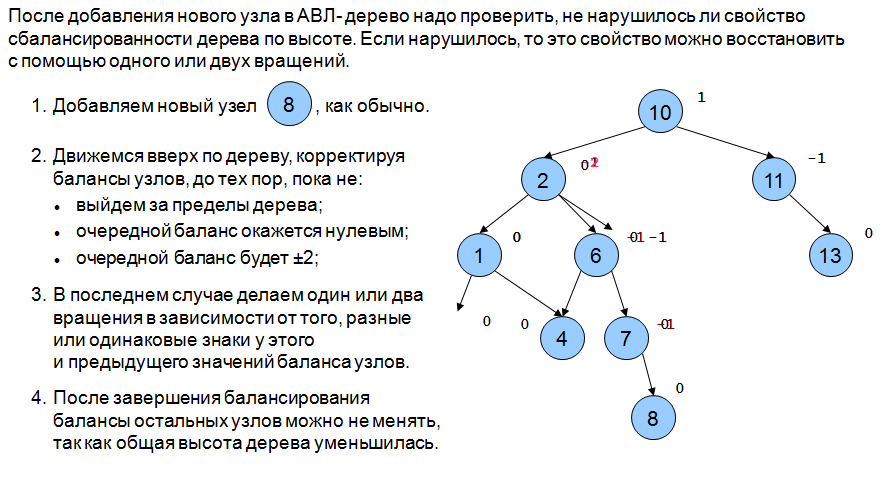 После добавления нового узла в АВЛ-дерево надо проверить, не нарушилось ли свойство
сбалансированности дерева по высоте. Если нарушилось, то это свойство можно восстановить
с помощью одного или двух вращений.
1. Добавляем новый узел 8 , как обычно.
2. Движемся вверх по дереву, корректируя
балансы узлов, до тех пор, пока не:
• выйдем за пределы дерева;
• очередной баланс окажется нулевым;
• очередной баланс будет ±2;
3. В последнем случае делаем один или два
вращения в зависимости от того, разные
или одинаковые знаки у этого
и предыдущего значений баланса узлов.
4. После завершения балансирования
балансы остальных узлов можно не менять,
так как общая высота дерева уменьшилась.
10 1
2 0
11 −1
1 0
6 −1
13 0
0
0 4
7
8 0